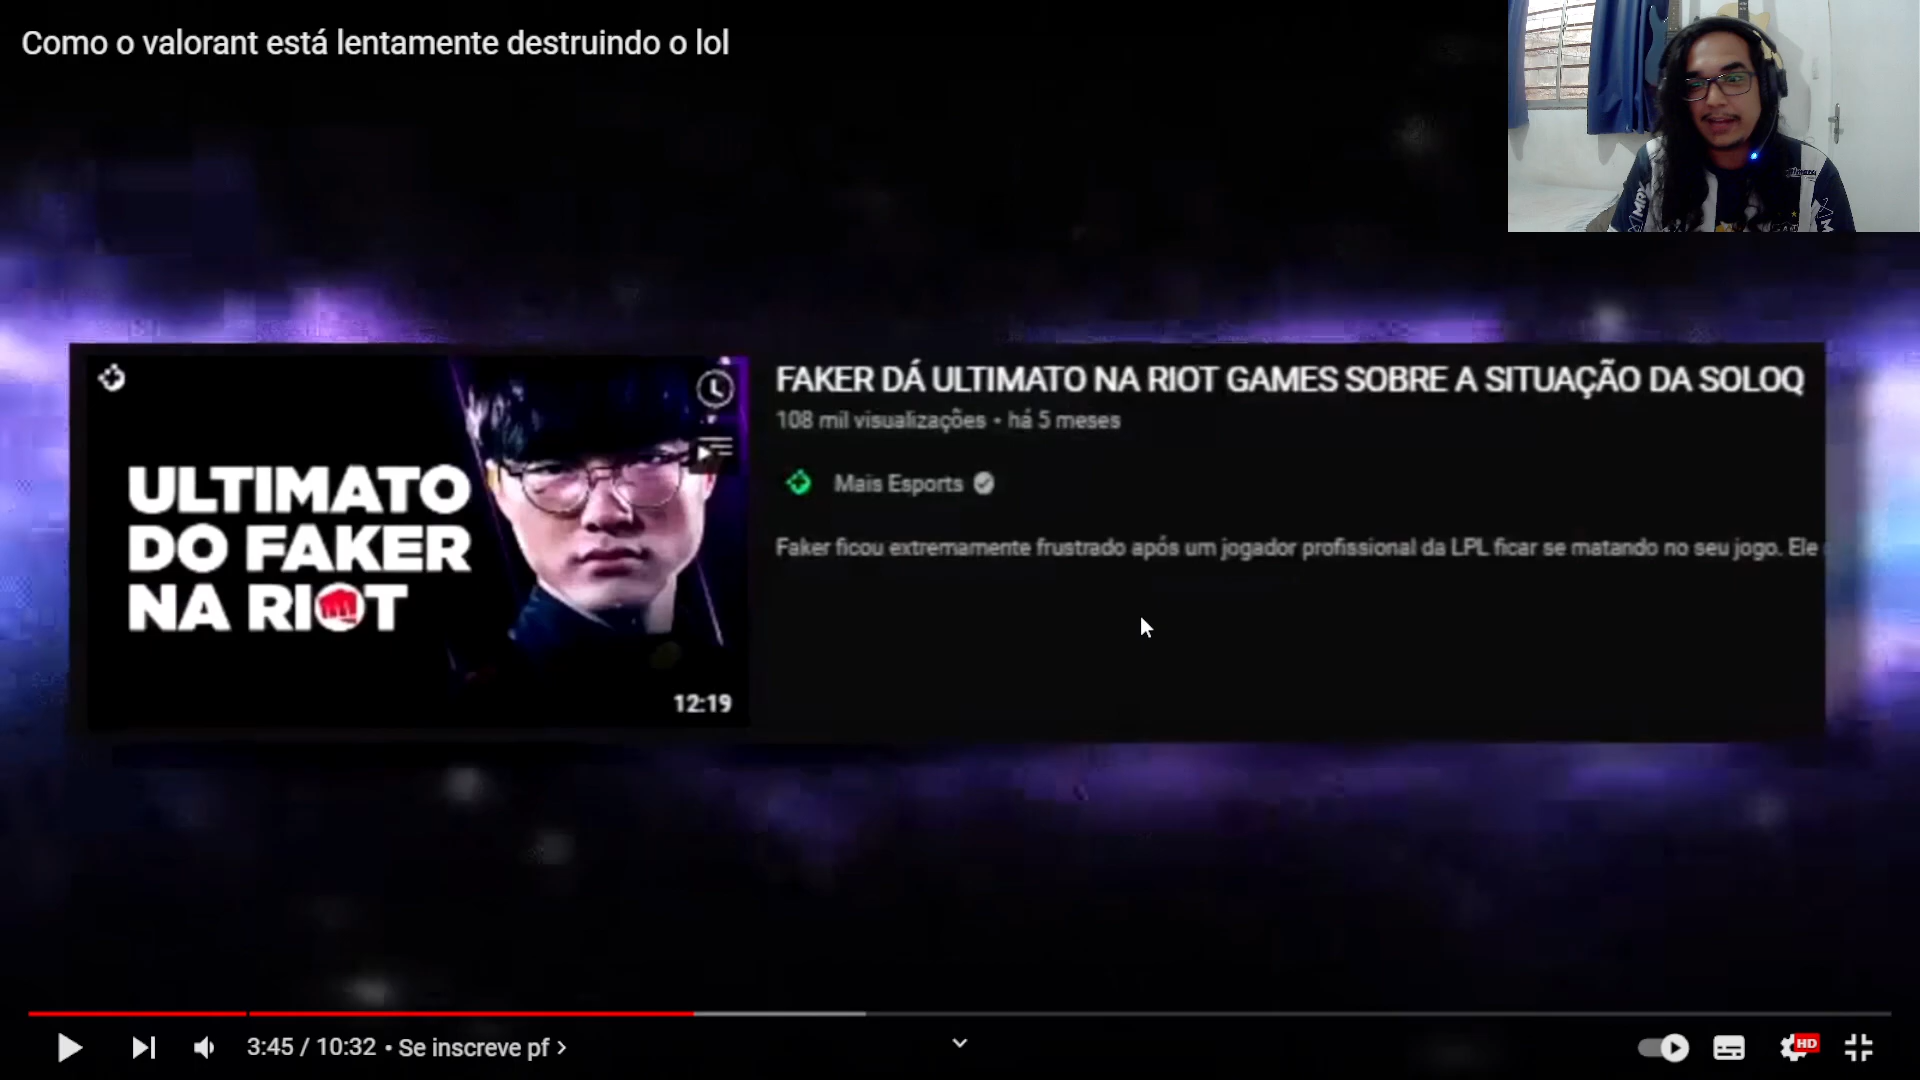 Como o valorant está lentamente destruindo o lol
FAKER DÁ ULTIMATO NA RIOT GAMES SOBRE A SITUAÇÃO DA SOLOQ
108 mil visualizações • há 5 meses
ULTIMATO
DO FAKER
NA RIOT
12:19
Mais Esports
Faker ficou extremamente frustrado após um jogador profissional da LPL ficar se matando no seu jogo. Ele
3:45 / 10:32 • Se inscreve pf
HD